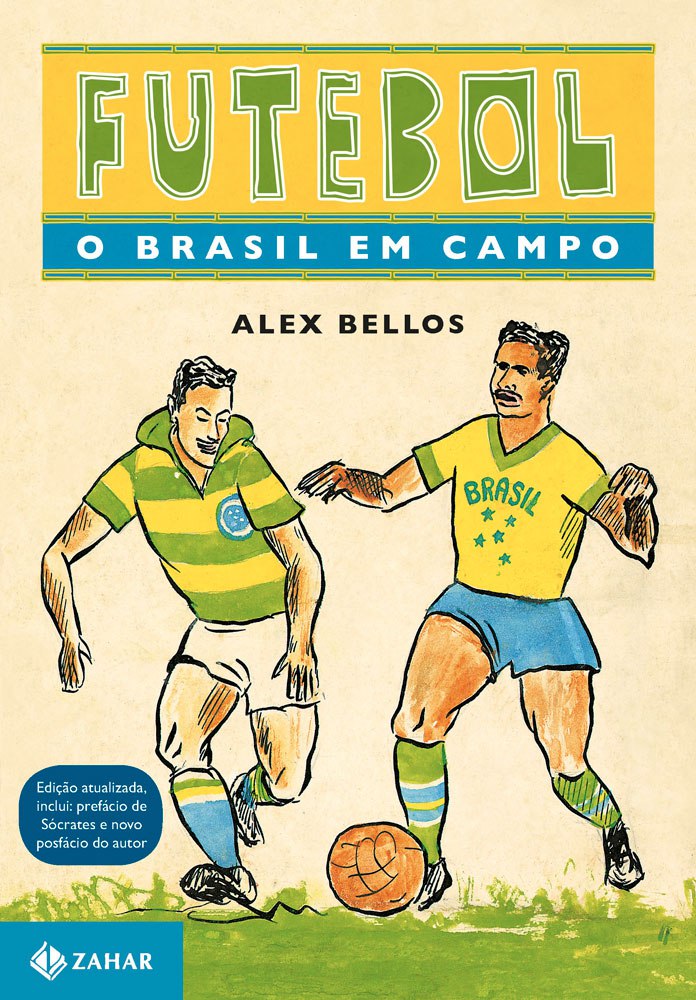 FUTEBOL
O BRASIL EM CAMPO
ALEX BELLOS
BRASIL
Edição atualizada,
inclui: prefácio de
Sócrates e novo
posfácio do autor
ZAHAR